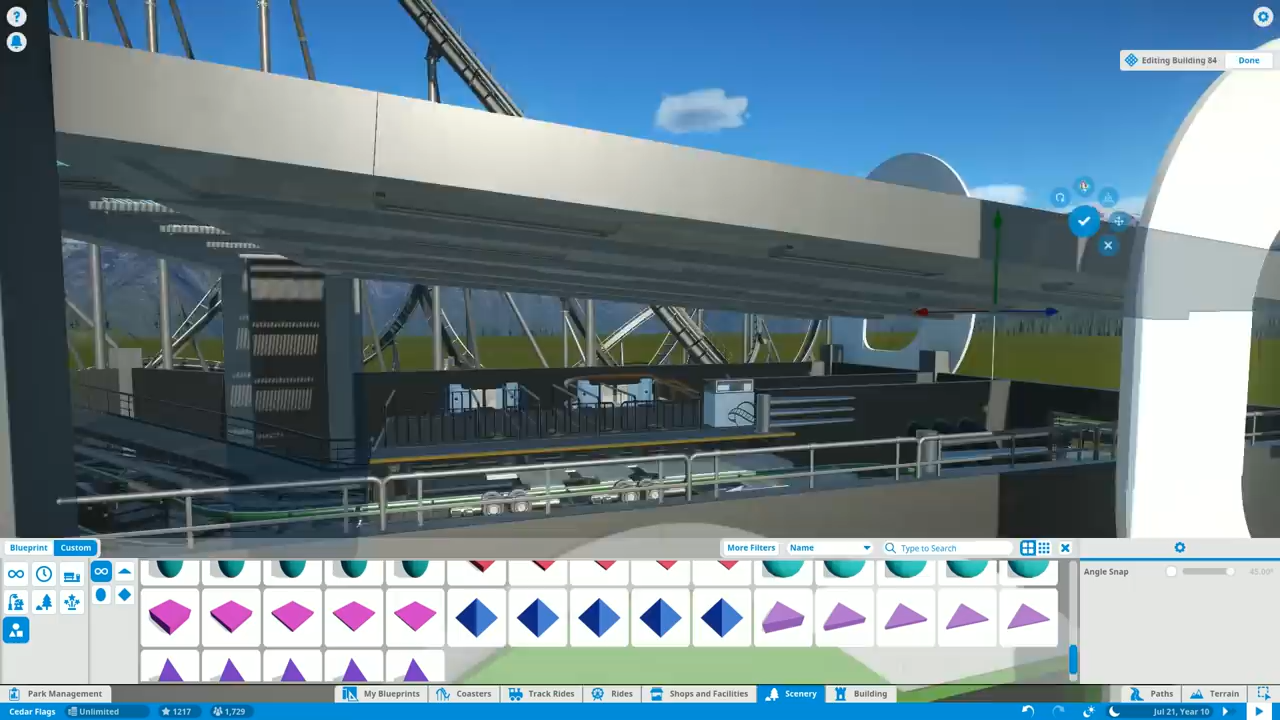 Editing Building 84
Done
Blueprint
Custom
More Filters
Name
Type to Search
Angle Snap
45.00°
Park Management
My Blueprints
Coasters
Track Rides
Rides
Shops and Facilities
Scenery
Building
Paths
Terrain
Cedar Flags
Unlimited
1217
1,729
Jul 21, Year 10